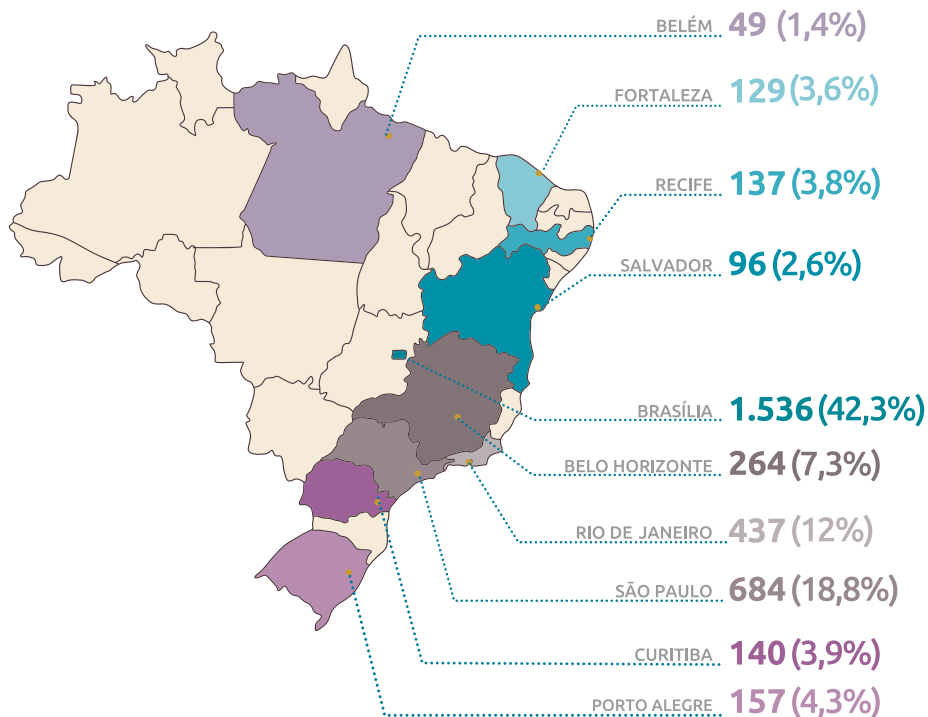 BELÉM 49 (1,4%)
FORTALEZA 129 (3,6%)
RECIFE 137 (3,8%)
SALVADOR 96 (2,6%)
BRASÍLIA 1.536 (42,3%)
BELO HORIZONTE 264 (7,3%)
RIO DE JANEIRO 437 (12%)
SÃO PAULO 684 (18,8%)
CURITIBA 140 (3,9%)
PORTO ALEGRE 157 (4,3%)